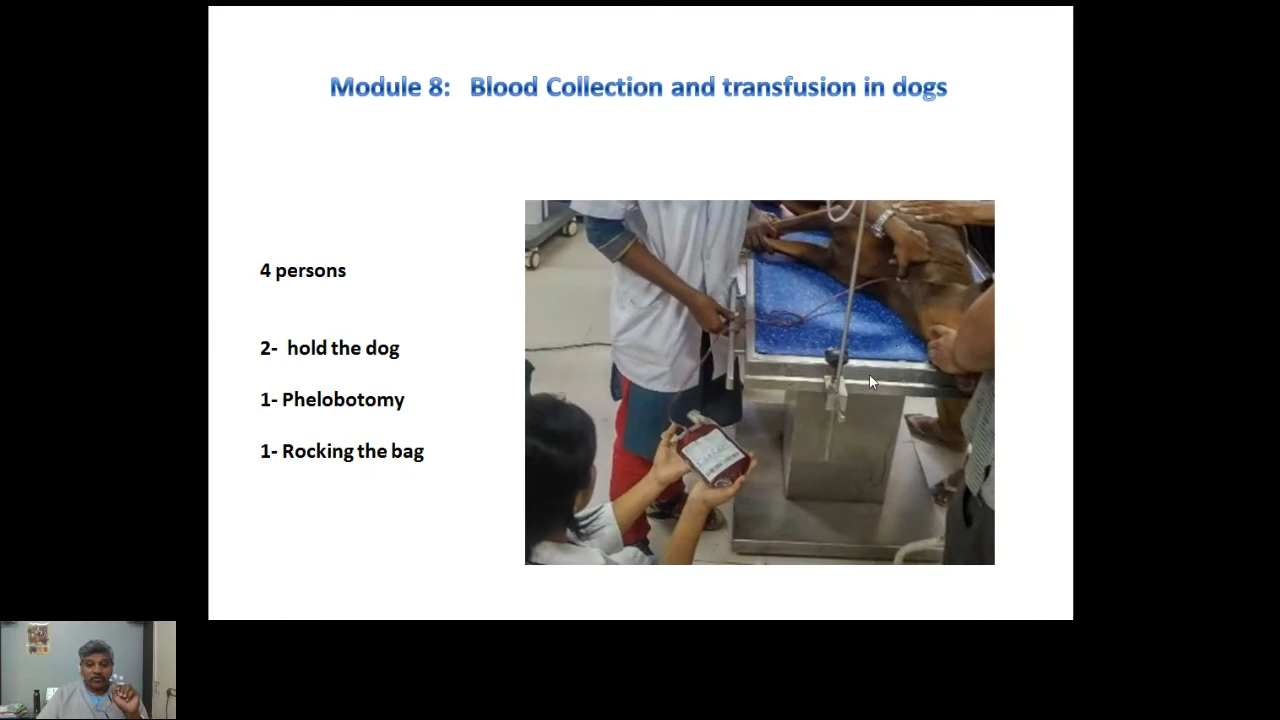 Module 8: Blood Collection and transfusion in dogs
4 persons
2- hold the dog
1- Phelobotomy
1- Rocking the bag